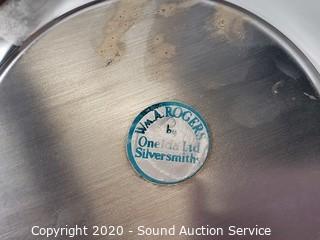 WM.A.ROGERS
by
Oneida Ltd
Silversmiths
Copyright 2020 - Sound Auction Service